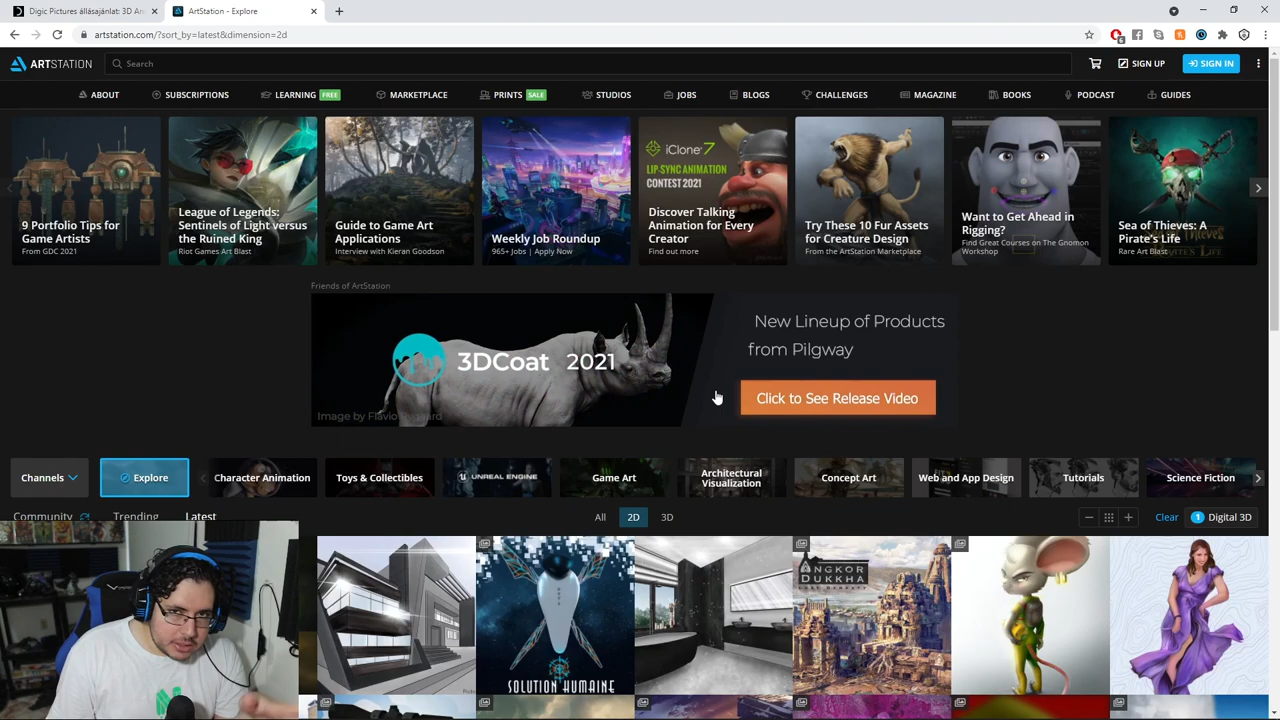 Digic Pictures állásajánlat: 3D An
ArtStation - Explore
artstation.com/?sort_by=latest&dimension=2d
6
ARTSTATION
Search
SIGN UP
SIGN IN
ABOUT
SUBSCRIPTIONS
LEARNING FREE
MARKETPLACE
PRINTS SALE
STUDIOS
JOBS
BLOGS
CHALLENGES
MAGAZINE
BOOKS
PODCAST
GUIDES
9 Portfolio Tips for
Game Artists
From GDC 2021
League of Legends:
Sentinels of Light versus
the Ruined King
Riot Games Art Blast
Guide to Game Art
Applications
Interview with Kieran Goodson
Weekly Job Roundup
965+ Jobs | Apply Now
iClone 7
LIP-SYNC ANIMATION
CONTEST 2021
Discover Talking
Animation for Every
Creator
Find out more
Try These 10 Fur Assets
for Creature Design
From the ArtStation Marketplace
Want to Get Ahead in
Rigging?
Find Great Courses on The Gnomon
Workshop
Sea of Thieves: A
Pirate's Life
Rare Art Blast
Friends of ArtStation
3DCoat 2021
Image by Flávio
New Lineup of Products
from Pilgway
Click to See Release Video
Channels
Explore
Character Animation
Toys & Collectibles
UNREAL ENGINE
Game Art
Architectural
Visualization
Concept Art
Web and App Design
Tutorials
Science Fiction
Community
Trending
Latest
All
2D
3D
Clear
1 Digital 3D
SOLUTION HUMAINE
ANGKOR
DUKKHA